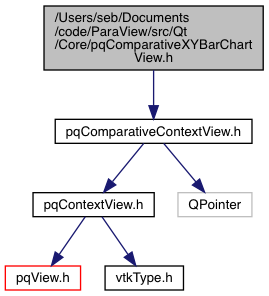 /Users/seb/Documents
/code/ParaView/src/Qt
/Core/pqComparativeXYBarChart
View.h
pqComparativeContextView.h
pqContextView.h
QPointer
pqView.h
vtkType.h